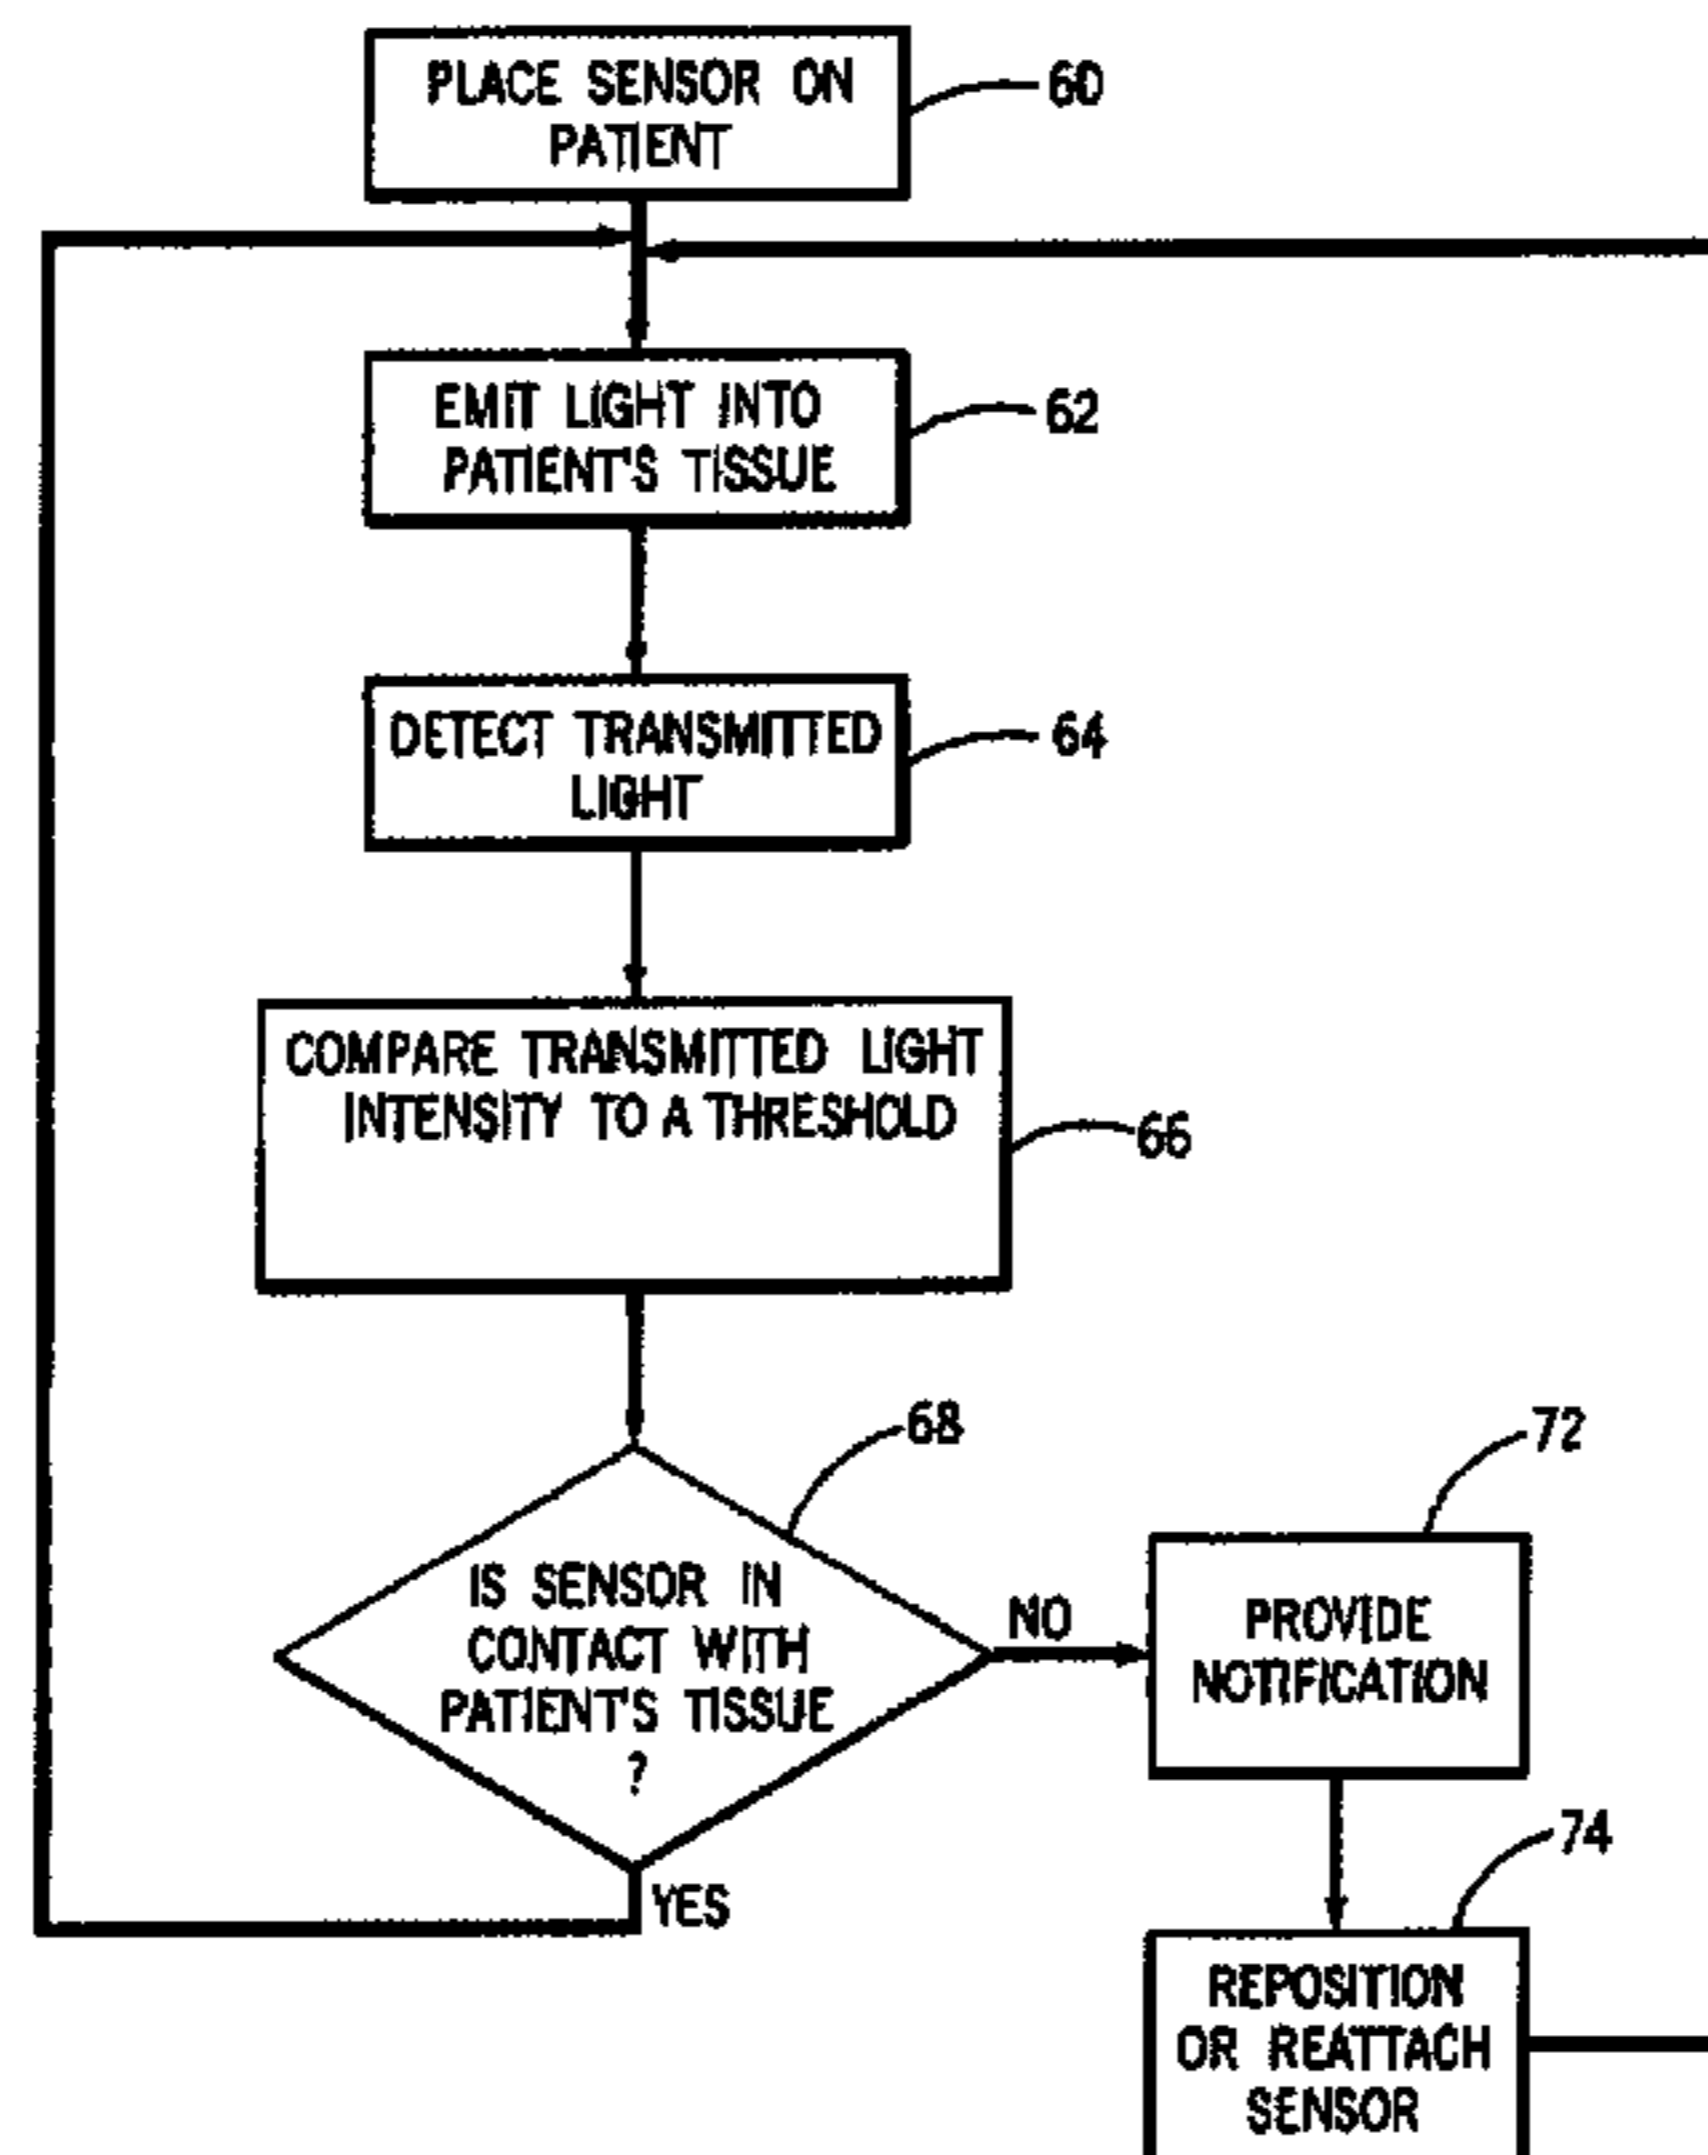 PLACE SENSOR ON
PATIENT
60
EMIT LIGHT INTO
PATIENT'S TISSUE
62
DETECT TRANSMITTED
LIGHT
64
COMPARE TRANSMITTED LIGHT
INTENSITY TO A THRESHOLD
66
68
IS SENSOR IN
CONTACT WITH
PATIENT'S TISSUE
?
NO
YES
72
PROVIDE
NOTIFICATION
74
REPOSITION
OR REATTACH
SENSOR